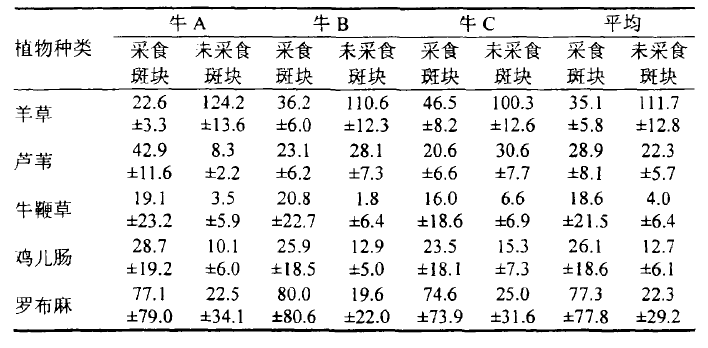 植物种类 牛 A 牛 B 牛 C 平均
采食 未采食 采食 未采食 采食 未采食 采食 未采食
斑块 斑块 斑块 斑块 斑块 斑块 斑块 斑块
羊草 22.6 124.2 36.2 110.6 46.5 100.3 35.1 111.7
±3.3 ±13.6 ±6.0 ±12.3 ±8.2 ±12.6 ±5.8 ±12.8
芦苇 42.9 8.3 23.1 28.1 20.6 30.6 28.9 22.3
±11.6 ±2.2 ±6.2 ±7.3 ±6.6 ±7.7 ±8.1 ±5.7
牛鞭草 19.1 3.5 20.8 1.8 16.0 6.6 18.6 4.0
±23.2 ±5.9 ±22.7 ±6.4 ±18.6 ±6.9 ±21.5 ±6.4
鸡儿肠 28.7 10.1 25.9 12.9 23.5 15.3 26.1 12.7
±19.2 ±6.0 ±18.5 ±5.0 ±18.1 ±7.3 ±18.6 ±6.1
罗布麻 77.1 22.5 80.0 19.6 74.6 25.0 77.3 22.3
±79.0 ±34.1 ±80.6 ±22.0 ±73.9 ±31.6 ±77.8 ±29.2